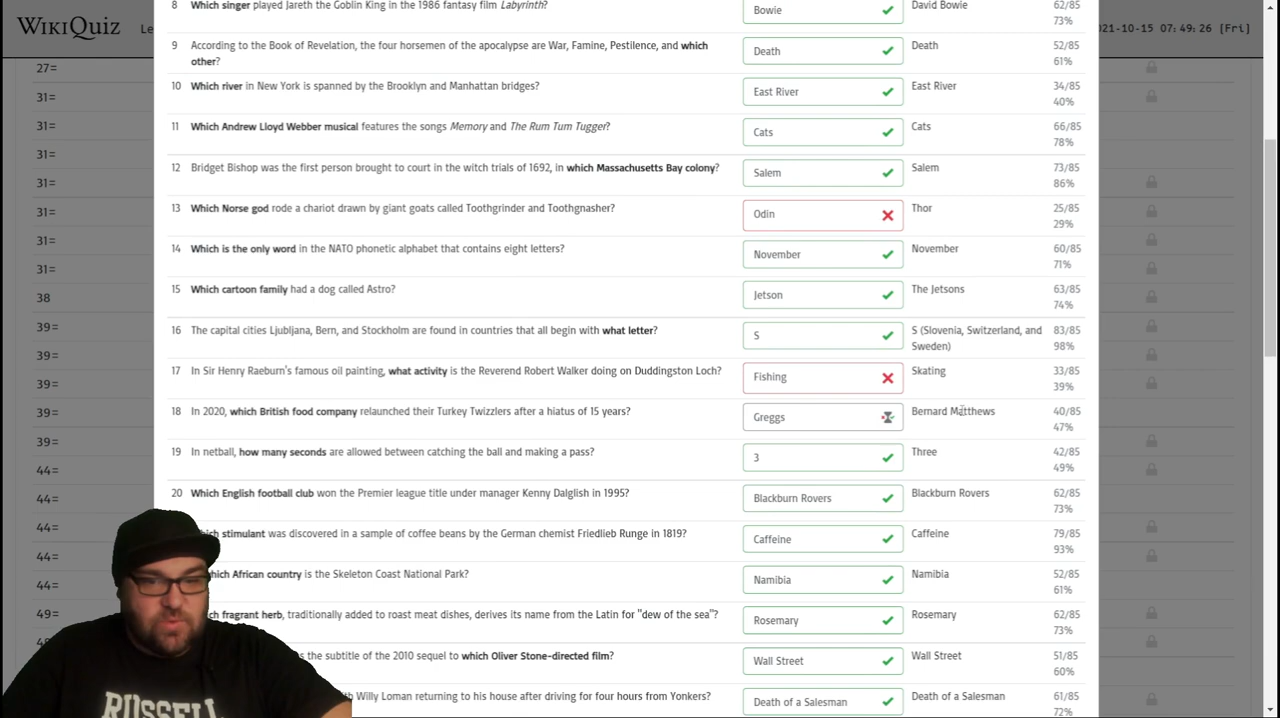 WIKIQUIZ
Le
021-10-15 07:49:26 [Fri]
27=
31=
31=
31=
31=
31=
31=
31=
38
39=
39=
39=
39=
39=
44=
44=
44=
44=
44=
49=
8 Which singer played Jareth the Goblin King in the 1986 fantasy film Labyrinth? Bowie David Bowie 62/85
73%
9 According to the Book of Revelation, the four horsemen of the apocalypse are War, Famine, Pestilence, and which Death Death 52/85
other? 61%
10 Which river in New York is spanned by the Brooklyn and Manhattan bridges? East River East River 34/85
40%
11 Which Andrew Lloyd Webber musical features the songs Memory and The Rum Tum Tugger? Cats Cats 66/85
78%
12 Bridget Bishop was the first person brought to court in the witch trials of 1692, in which Massachusetts Bay colony? Salem Salem 73/85
86%
13 Which Norse god rode a chariot drawn by giant goats called Toothgrinder and Toothgnasher? Odin Thor 25/85
29%
14 Which is the only word in the NATO phonetic alphabet that contains eight letters? November November 60/85
71%
15 Which cartoon family had a dog called Astro? Jetson The Jetsons 63/85
74%
16 The capital cities Ljubljana, Bern, and Stockholm are found in countries that all begin with what letter? S S (Slovenia, Switzerland, and 83/85
Sweden) 98%
17 In Sir Henry Raeburn's famous oil painting, what activity is the Reverend Robert Walker doing on Duddingston Loch? Fishing Skating 33/85
39%
18 In 2020, which British food company relaunched their Turkey Twizzlers after a hiatus of 15 years? Greggs Bernard Matthews 40/85
47%
19 In netball, how many seconds are allowed between catching the ball and making a pass? 3 Three 42/85
49%
20 Which English football club won the Premier league title under manager Kenny Dalglish in 1995? Blackburn Rovers Blackburn Rovers 62/85
73%
stimulant was discovered in a sample of coffee beans by the German chemist Friedlieb Runge in 1819? Caffeine Caffeine 79/85
93%
African country is the Skeleton Coast National Park? Namibia Namibia 52/85
61%
fragrant herb, traditionally added to roast meat dishes, derives its name from the Latin for "dew of the sea"? Rosemary Rosemary 62/85
73%
the subtitle of the 2010 sequel to which Oliver Stone-directed film? Wall Street Wall Street 51/85
60%
Willy Loman returning to his house after driving for four hours from Yonkers? Death of a Salesman Death of a Salesman 61/85
72%
RUSSELL